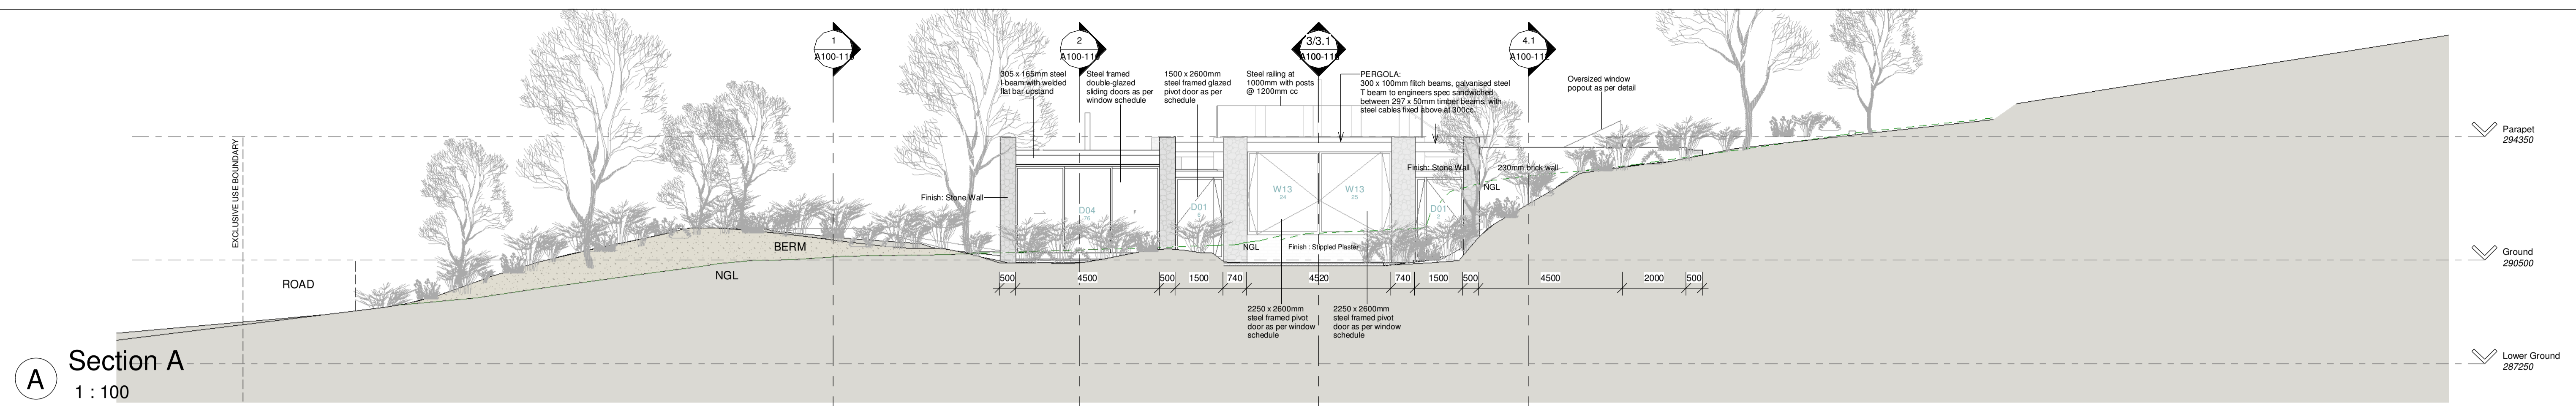 1
A100-11
2
A100-11
3/3.1
A100-11
4.1
A100-11
305 x 165mm steel
I-beam with welded
flat bar upstand
Steel framed
double-glazed
sliding doors as per
window schedule
1500 x 2600mm
steel framed glazed
pivot door as per
schedule
Steel railing at
1000mm with posts
@ 1200mm cc
PERGOLA:
300 x 100mm flitch beams, galvanised steel
T beam to engineers spec sandwiched
between 297 x 50mm timber beams, with
steel cables fixed above at 300cc.
Oversized window
popout as per detail
Parapet
294350
EXCLUSIVE USE BOUNDARY
Finish: Stone Wall
D04
D01
W13
24
W13
25
Finish: Stone Wall
D01
2
230mm brick wall
NGL
BERM
NGL
Finish : Stippled Plaster
NGL
ROAD
Ground
290500
500
4500
500
1500
740
4520
740
1500
500
4500
2000
500
2250 x 2600mm
steel framed pivot
door as per window
schedule
2250 x 2600mm
steel framed pivot
door as per window
schedule
Lower Ground
287250
A
Section A
1 : 100